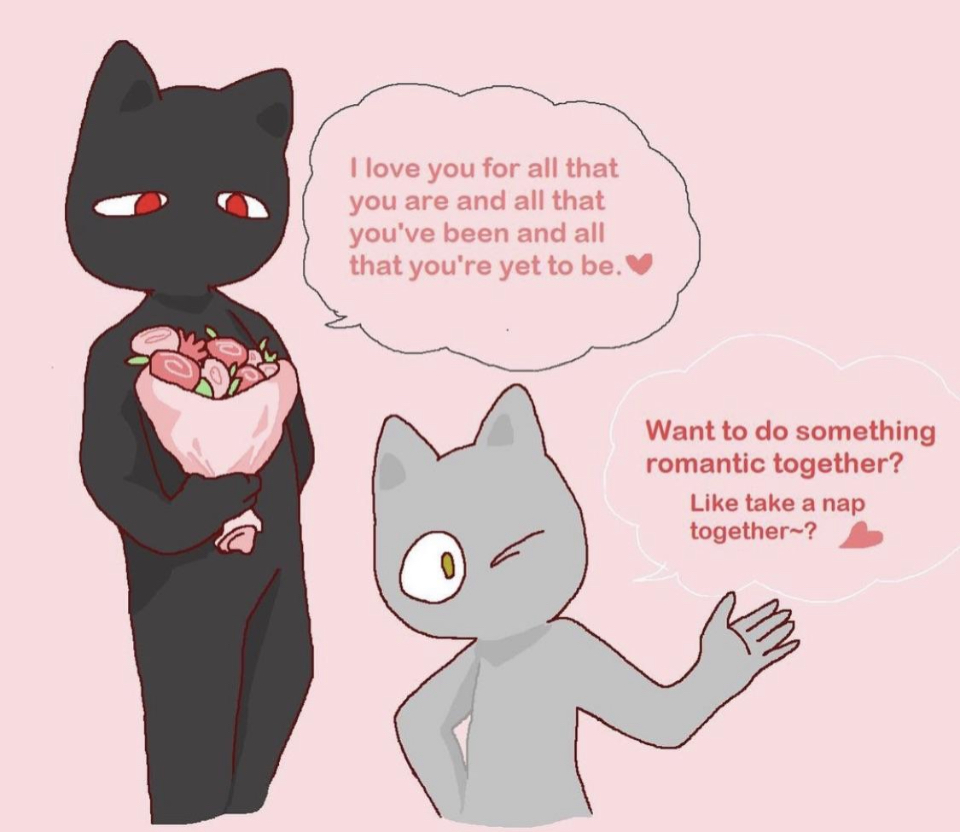 I love you for all that
you are and all that
you've been and all
that you're yet to be.
Want to do something
romantic together?
Like take a nap
together~?